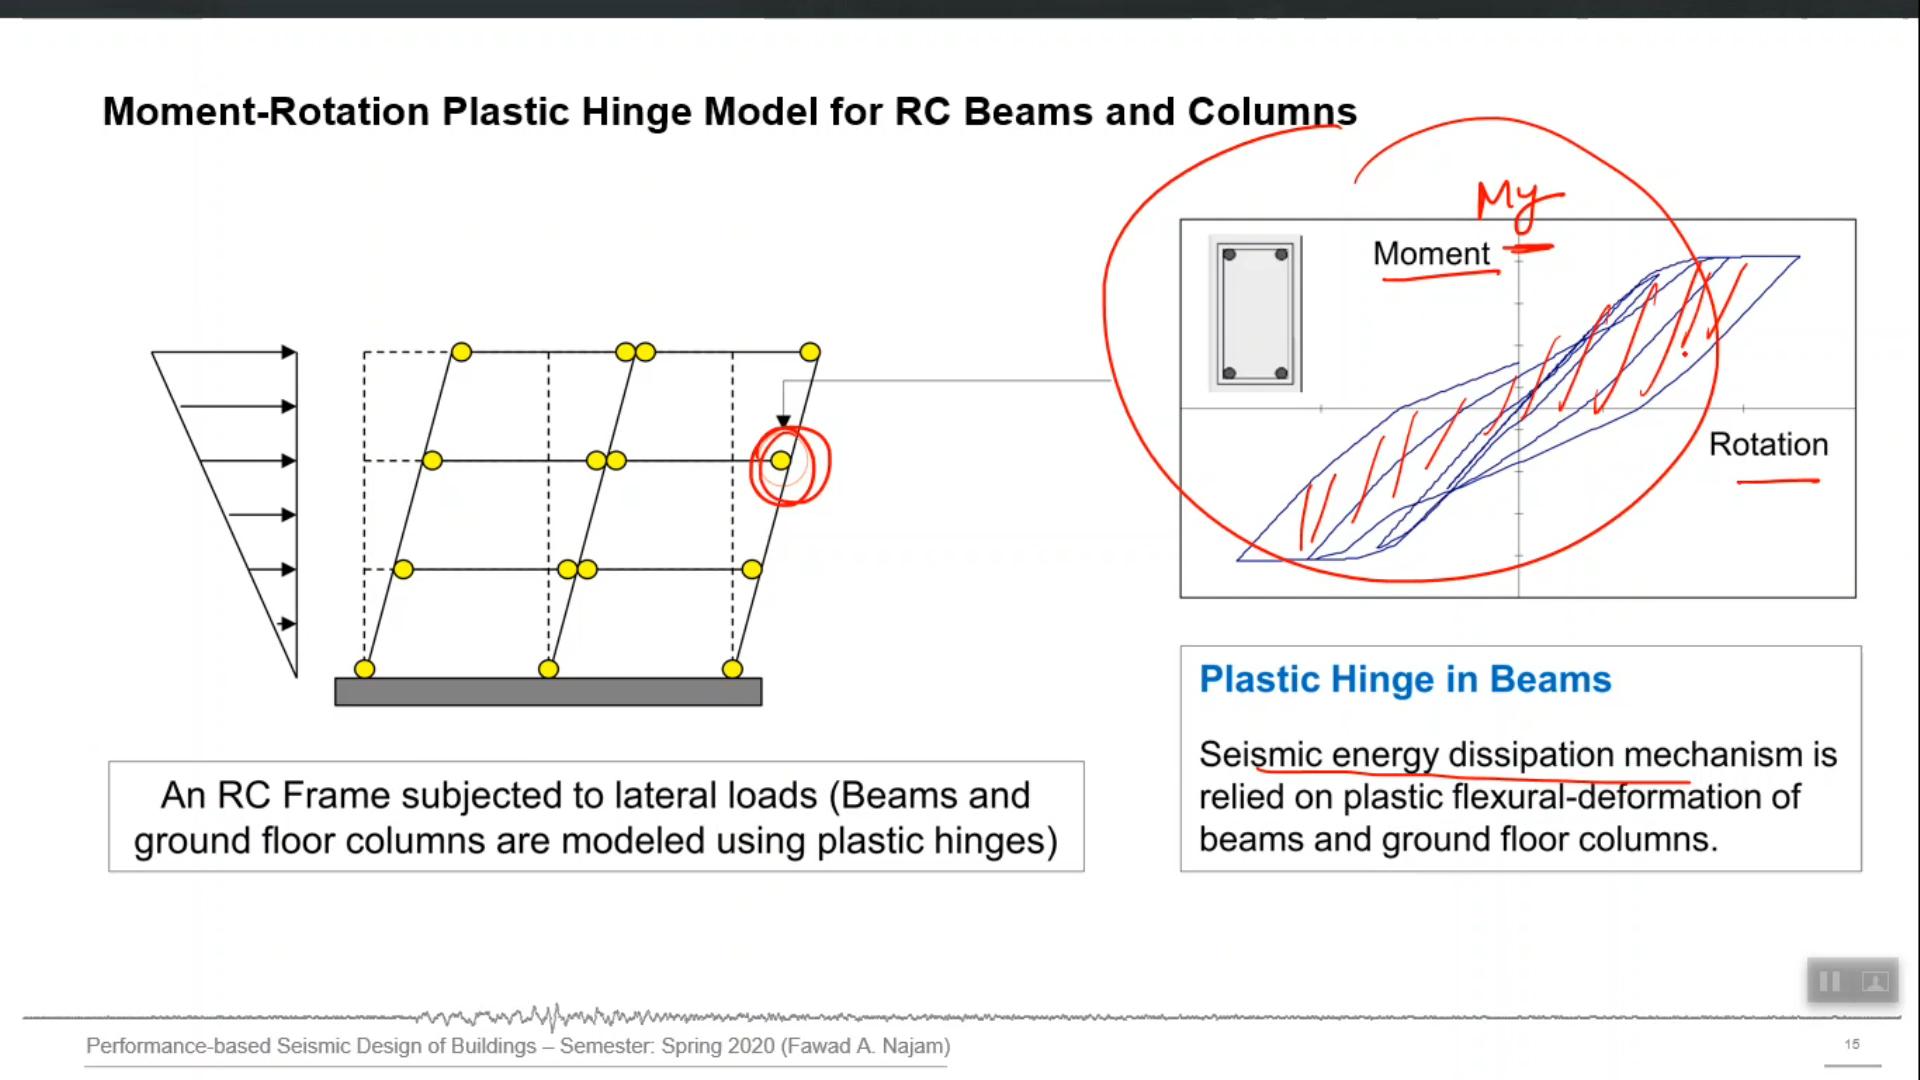 Moment-Rotation Plastic Hinge Model for RC Beams and Columns
My
Moment
Rotation
Plastic Hinge in Beams
Seismic energy dissipation mechanism is
relied on plastic flexural-deformation of
beams and ground floor columns.
An RC Frame subjected to lateral loads (Beams and
ground floor columns are modeled using plastic hinges)
Performance-based Seismic Design of Buildings – Semester: Spring 2020 (Fawad A. Najam)
15